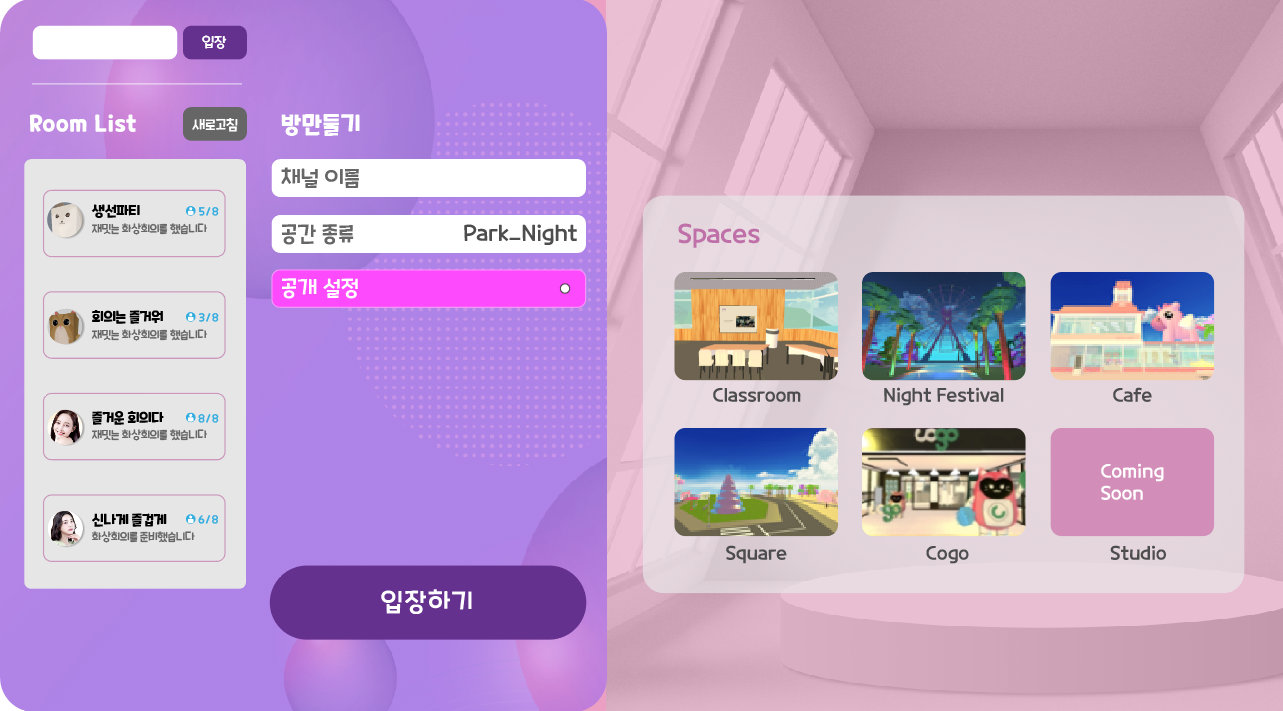 입장
Room List
새로고침
생선파티
5/8
재밋는 화상회의를 했습니다
회의는 즐거워!
3/8
재밋는 화상회의를 했습니다
즐거운 회의다
8/8
재밋는 화상회의를 했습니다
신나게 즐겁게
6/8
화상회의를 준비했습니다
방만들기
채널 이름
공간 종류
Park_Night
공개 설정
입장하기
Spaces
Classroom
Night Festival
Cafe
Coming
Soon
Square
Cogo
Studio